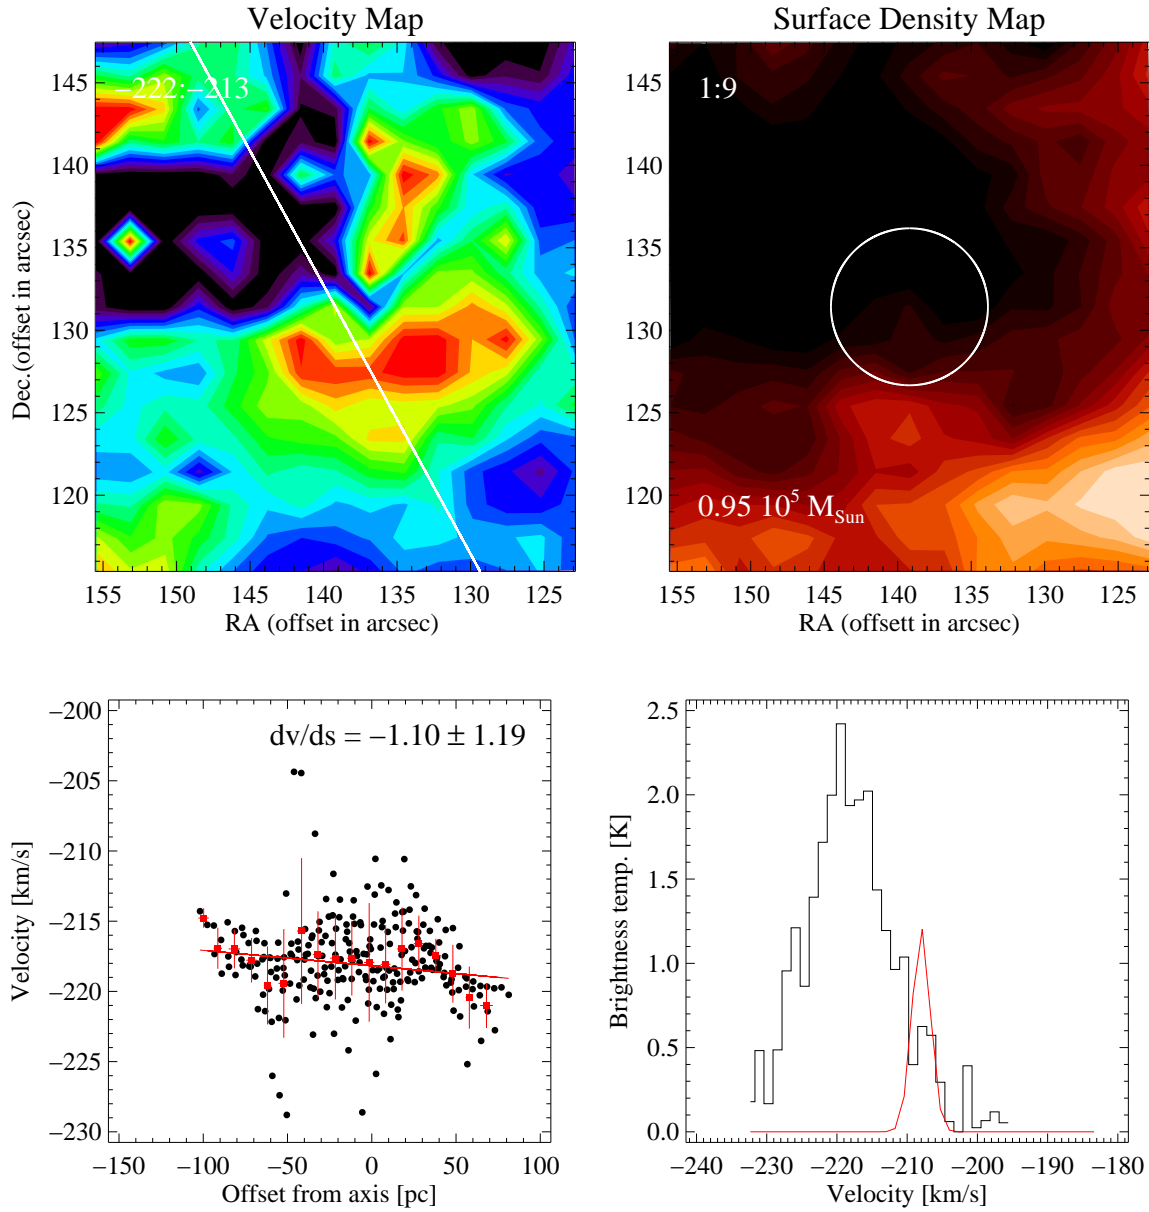 Velocity Map
Surface Density Map
−222:−213
1:9
0.95 10^5 M_Sun
145
140
135
130
125
120
155 150 145 140 135 130 125
RA (offset in arcsec)
Dec.(offset in arcsec)
145
140
135
130
125
120
155 150 145 140 135 130 125
RA (offsett in arcsec)
dv/ds = −1.10 ± 1.19
−200
−205
−210
−215
−220
−225
−230
−150 −100 −50 0 50 100
Offset from axis [pc]
Velocity [km/s]
2.5
2.0
1.5
1.0
0.5
0.0
−240 −230 −220 −210 −200 −190 −180
Velocity [km/s]
Brightness temp. [K]